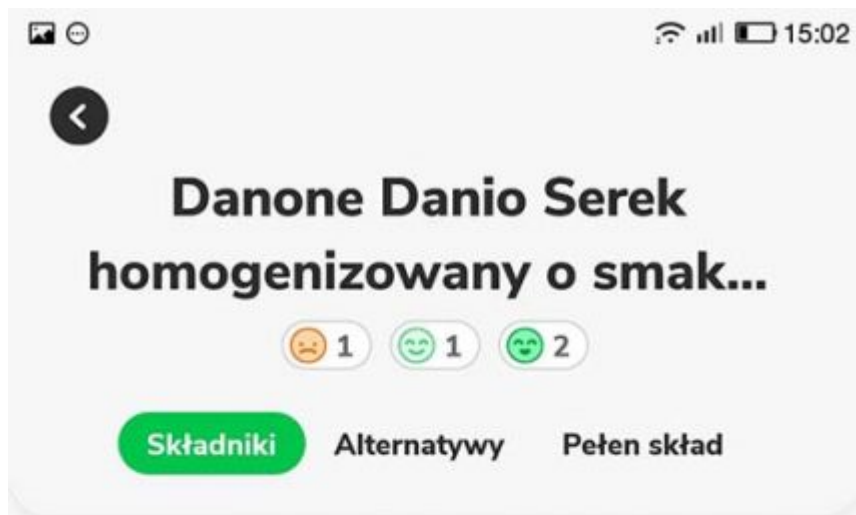 15:02
Danone Danio Serek
homogenizowany o smak...
1 1 2
Składniki Alternatywy Pełen skład